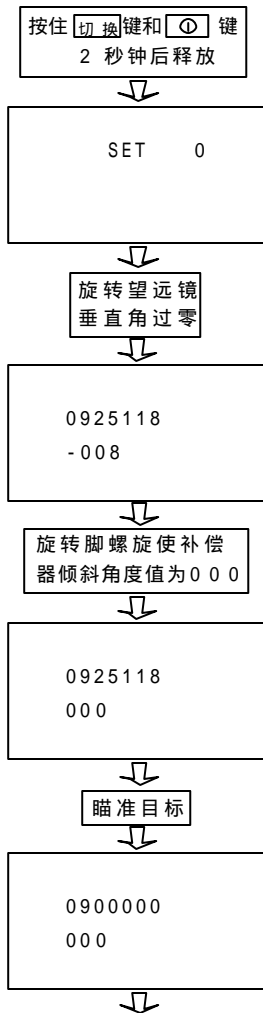 按住 切换 键和 键
2 秒钟后释放
SET 0
旋转望远镜
垂直角过零
0925118
-008
旋转脚螺旋使补偿
器倾斜角度值为000
0925118
000
瞄准目标
0900000
000